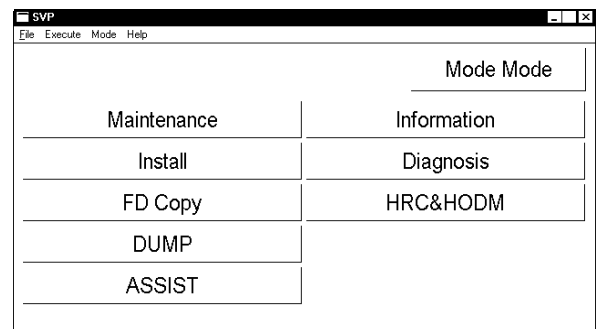 SVP
File Execute Mode Help
Mode Mode
Maintenance Information
Install Diagnosis
FD Copy HRC&HODM
DUMP
ASSIST